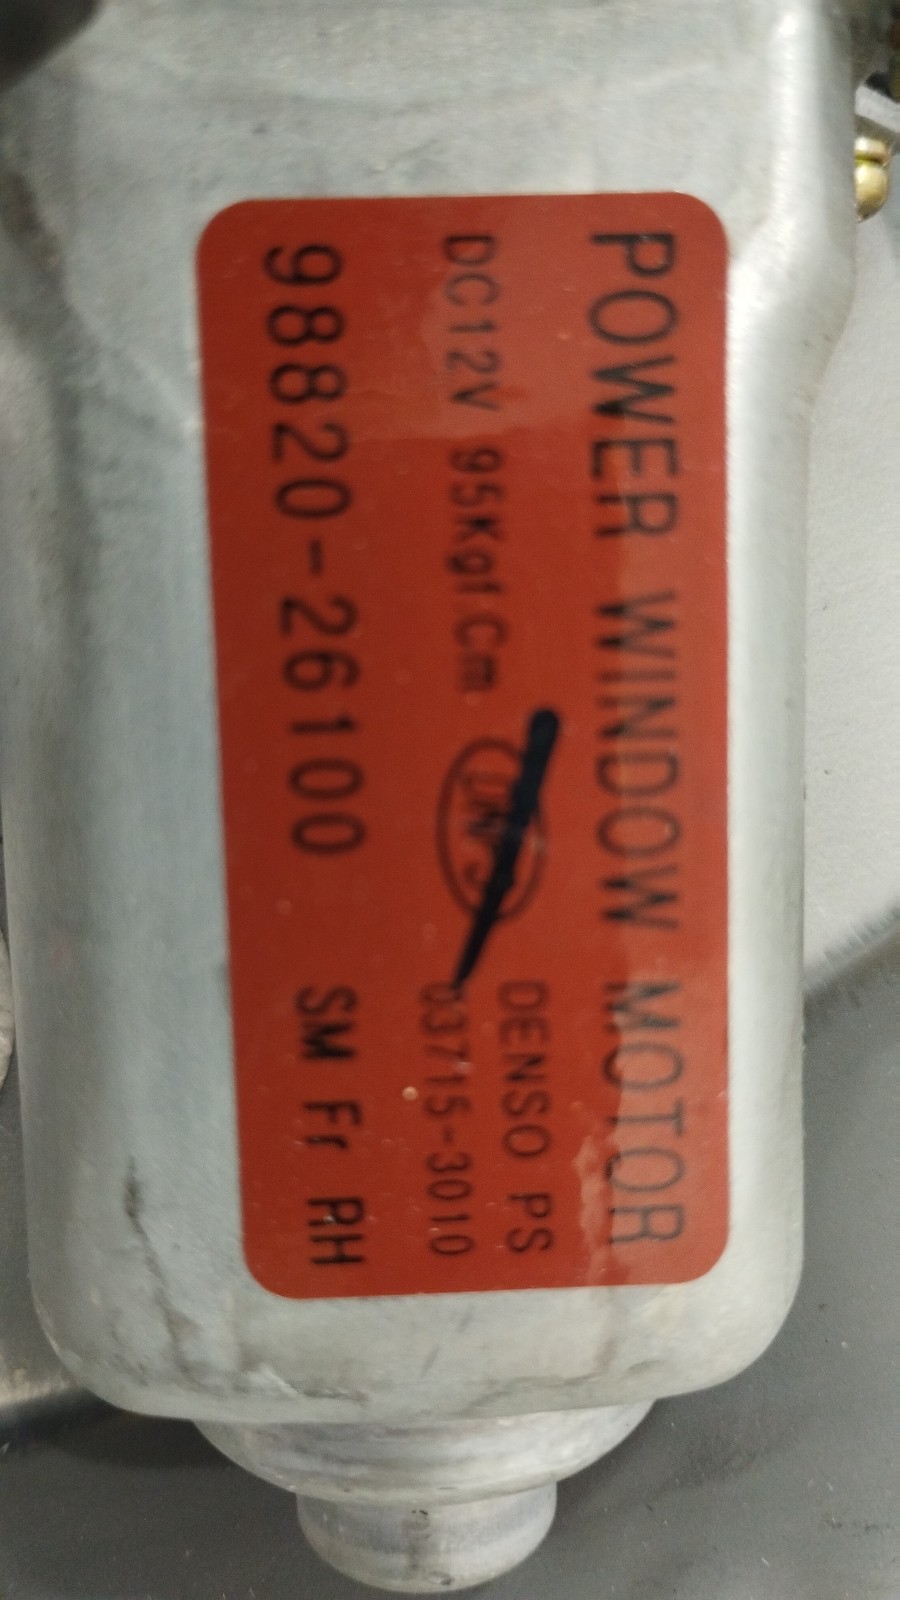 POWER WINDOW MOTOR
DENSO PS
DC12V 95Kgf.Cm
03715-3010
98820-26100 SM Fr RH